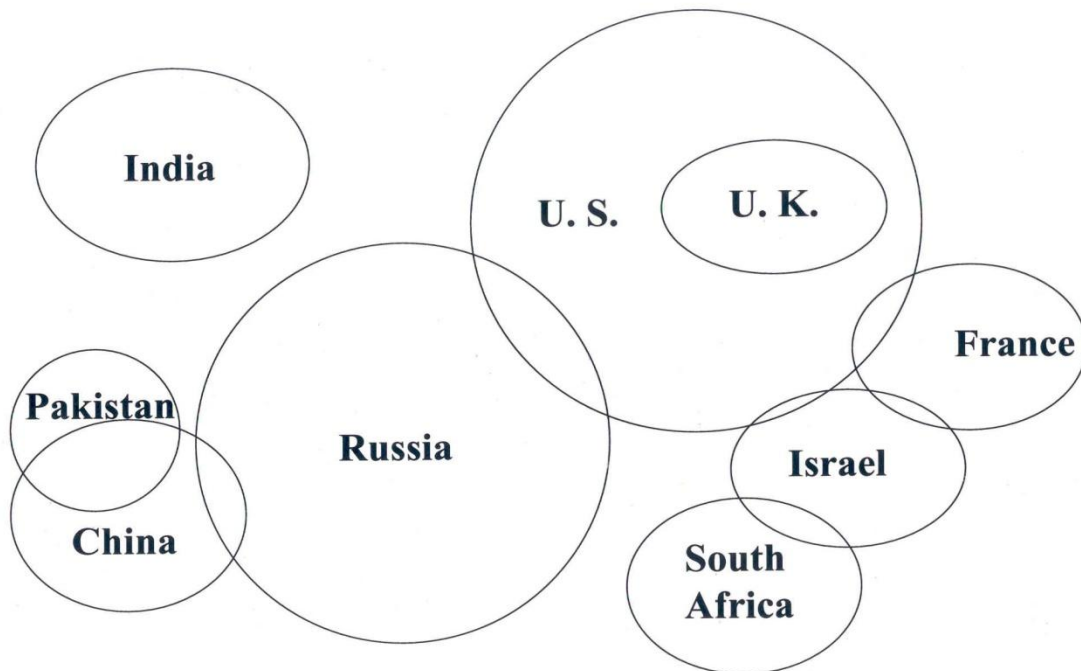 India
U. S.
U. K.
France
Pakistan
Russia
Israel
China
South
Africa